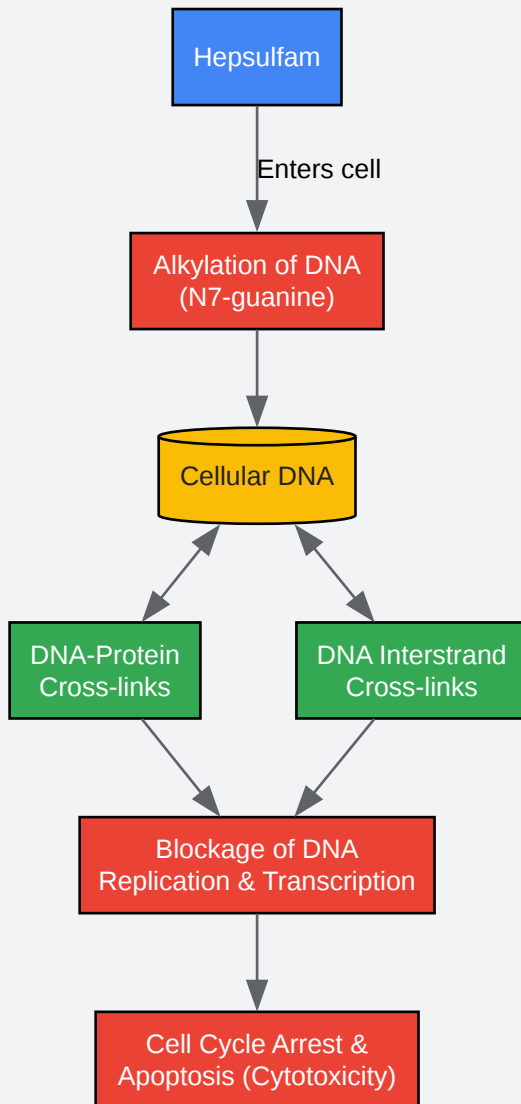 Hepsulfam
Enters cell
Alkylation of DNA
(N7-guanine)
Cellular DNA
DNA-Protein
Cross-links
DNA Interstrand
Cross-links
Blockage of DNA
Replication & Transcription
Cell Cycle Arrest &
Apoptosis (Cytotoxicity)